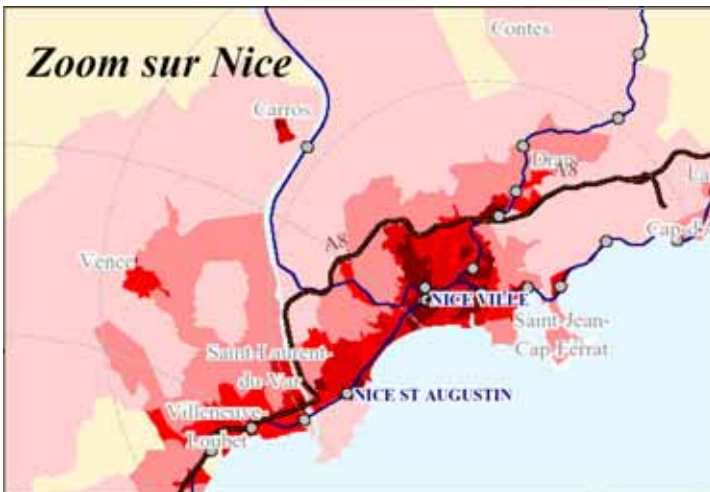 Zoom sur Nice
Contes
Carros
Drap
A8
La
Vence
A8
Cap-d'A
NICE VILLE
Saint-Jean-
Cap-Ferrat
Saint-Laurent-
du-Var
NICE ST AUGUSTIN
Villeneuve-
Loubet